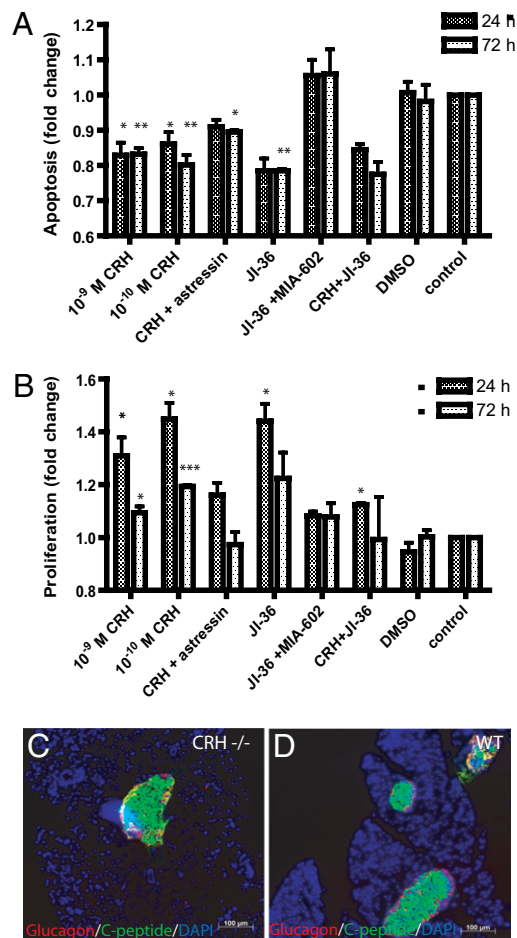 A
24 h
72 h
Apoptosis (fold change)
1.2
1.1
1.0
0.9
0.8
0.7
0.6
* ** * ** * **
10⁻⁹ M CRH
10⁻¹⁰ M CRH
CRH + astressin
JI-36
JI-36 +MIA-602
CRH+JI-36
DMSO
control
B
24 h
72 h
Proliferation (fold change)
1.6
1.4
1.2
1.0
0.8
* * * *** * *
10⁻⁹ M CRH
10⁻¹⁰ M CRH
CRH + astressin
JI-36
JI-36 +MIA-602
CRH+JI-36
DMSO
control
C
CRH -/-
Glucagon/C-peptide/DAPI
100 µm
D
WT
Glucagon/C-peptide/DAPI
100 µm